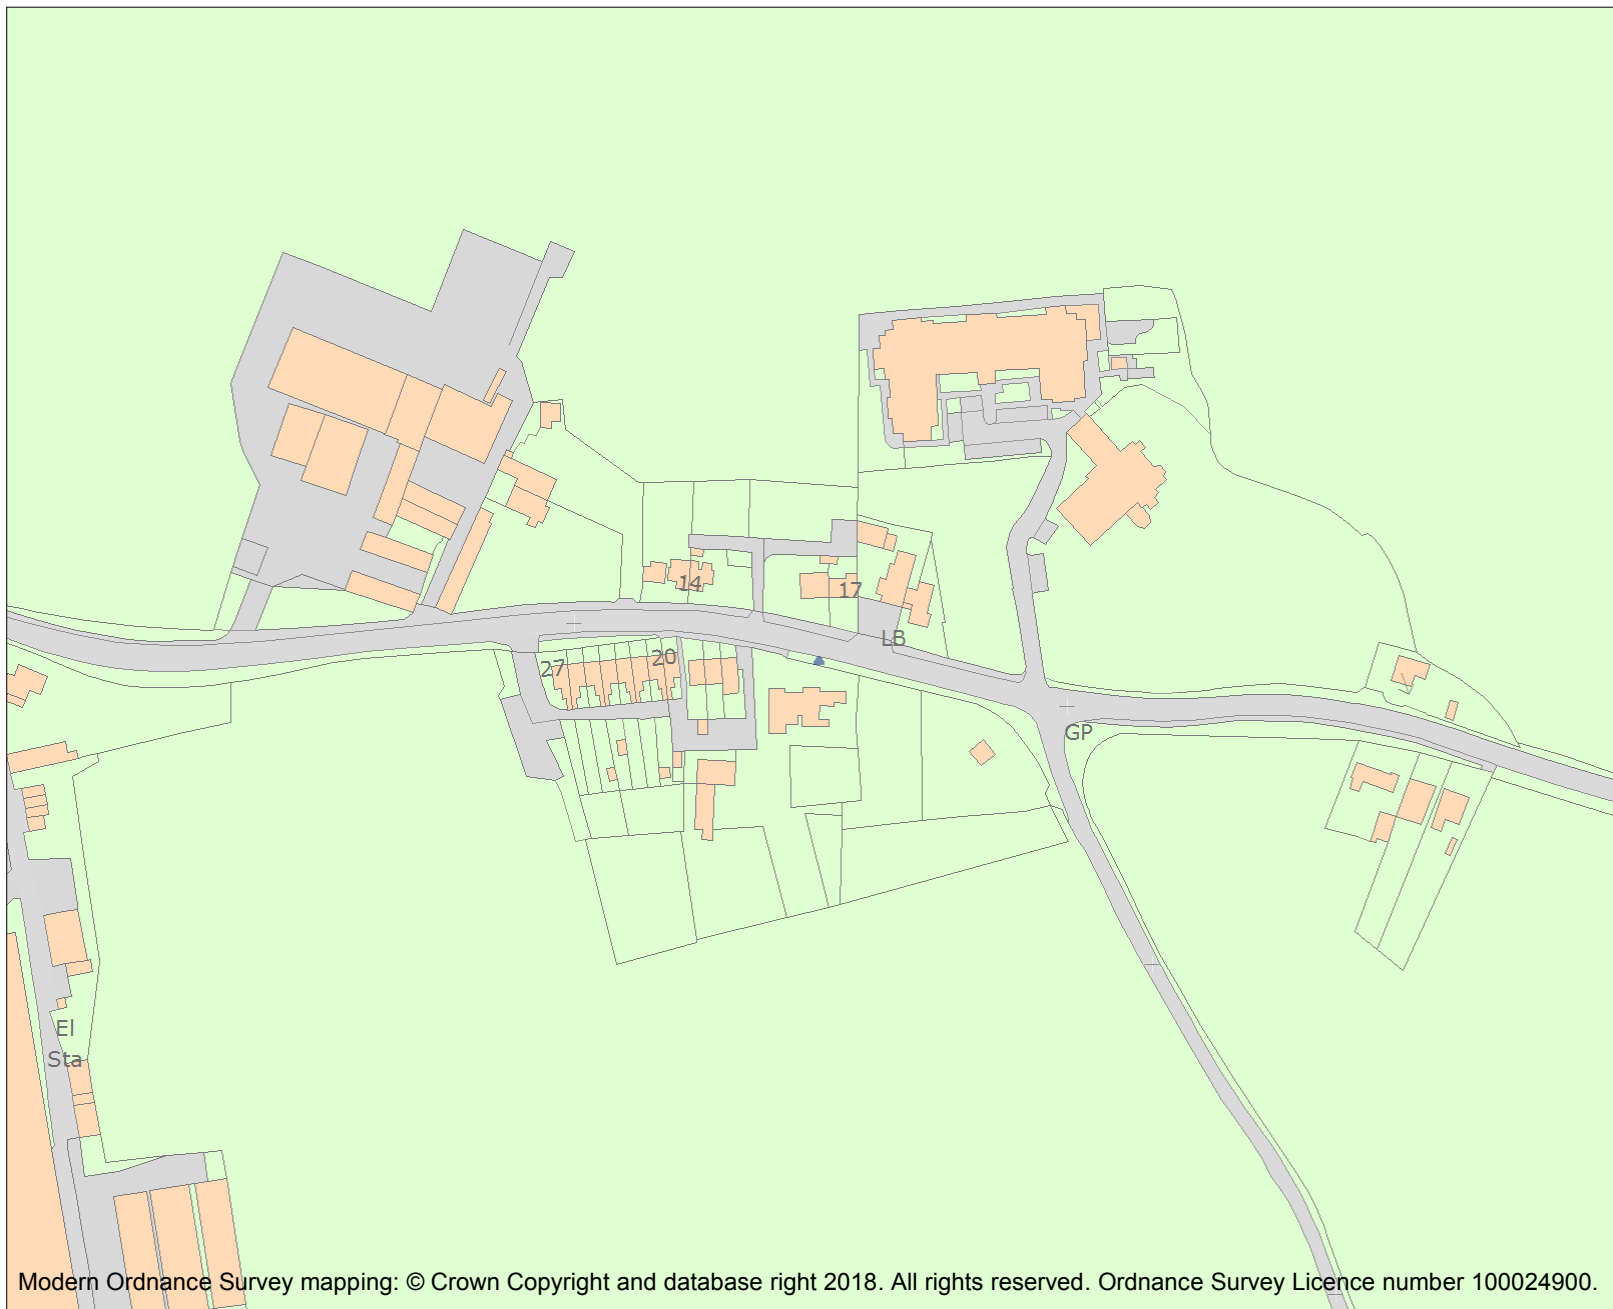 14
17
LB
27
20
GP
El
Sta
Modern Ordnance Survey mapping: © Crown Copyright and database right 2018. All rights reserved. Ordnance Survey Licence number 100024900.